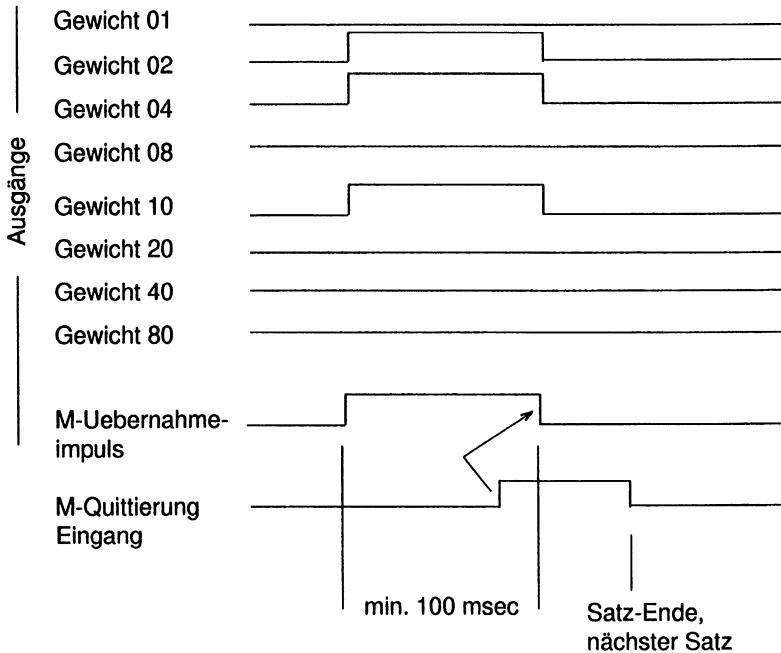 Ausgänge
Gewicht 01
Gewicht 02
Gewicht 04
Gewicht 08
Gewicht 10
Gewicht 20
Gewicht 40
Gewicht 80
M-Uebernahme-
impuls
M-Quittierung
Eingang
min. 100 msec
Satz-Ende,
nächster Satz